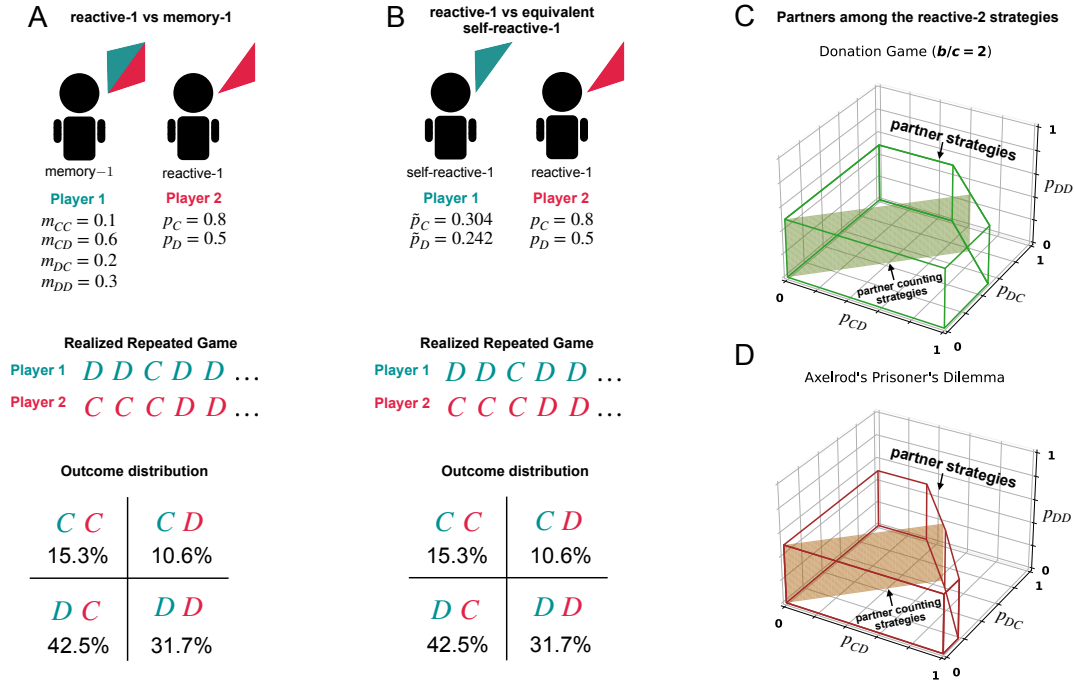 A
reactive-1 vs memory-1
memory−1
reactive-1
Player 1
Player 2
m_CC = 0.1
p_C = 0.8
m_CD = 0.6
p_D = 0.5
m_DC = 0.2
m_DD = 0.3
Realized Repeated Game
Player 1 D D C D D ...
Player 2 C C C D D ...
Outcome distribution
C C
C D
15.3%
10.6%
D C
D D
42.5%
31.7%
B
reactive-1 vs equivalent
self-reactive-1
self-reactive-1
reactive-1
Player 1
Player 2
p̃_C = 0.304
p_C = 0.8
p̃_D = 0.242
p_D = 0.5
Realized Repeated Game
Player 1 D D C D D ...
Player 2 C C C D D ...
Outcome distribution
C C
C D
15.3%
10.6%
D C
D D
42.5%
31.7%
Partners among the reactive-2 strategies
C
Donation Game (b/c = 2)
partner strategies
partner counting
strategies
1
p_DD
0
1
p_DC
0
0
p_CD
1
D
Axelrod's Prisoner's Dilemma
partner strategies
partner counting
strategies
1
p_DD
0
1
p_DC
0
0
p_CD
1